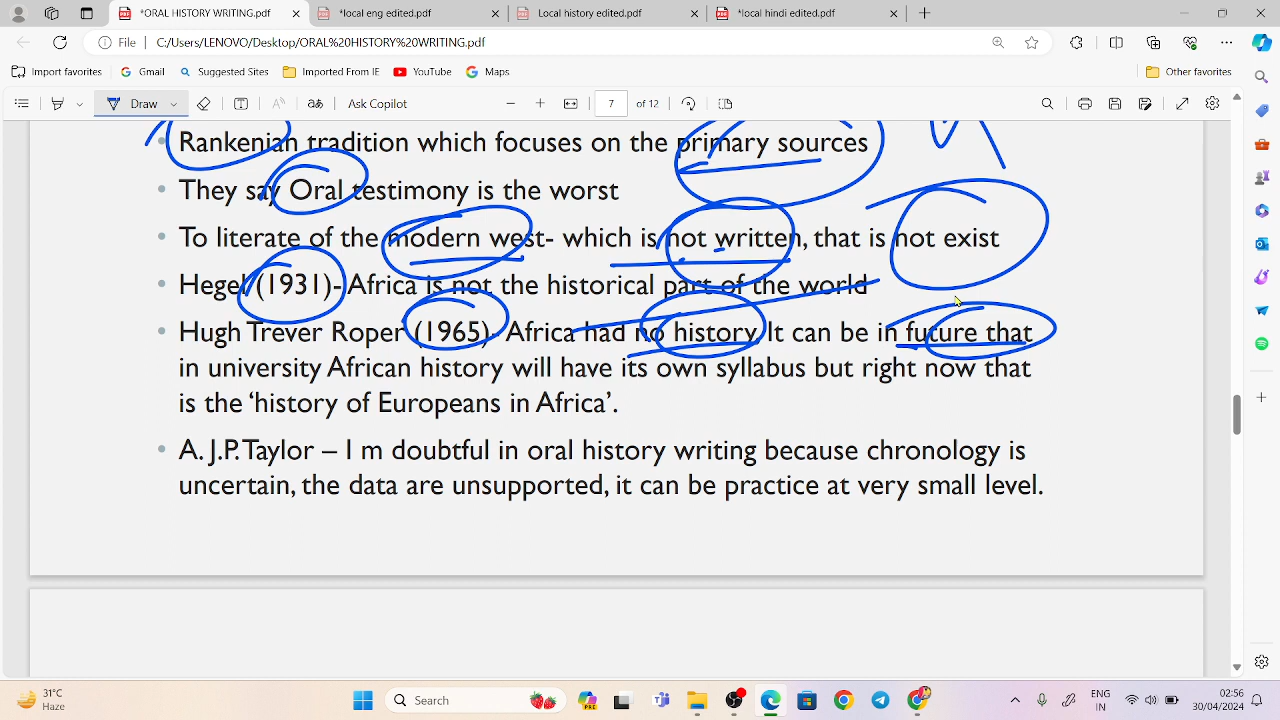 *ORAL HISTORY WRITING.pdf
*local eng edited.pdf
Local history edited.pdf
*local hindi edited.pdf
File C:/Users/LENOVO/Desktop/ORAL%20HISTORY%20WRITING.pdf
Import favorites
Gmail
Suggested Sites
Imported From IE
YouTube
Maps
Other favorites
Draw
Ask Copilot
7 of 12
Rankenian tradition which focuses on the primary sources
They say Oral testimony is the worst
To literate of the modern west- which is not written, that is not exist
Hegel (1931)- Africa is not the historical part of the world
Hugh Trever Roper (1965)- Africa had no history. It can be in future that
in university African history will have its own syllabus but right now that
is the ‘history of Europeans in Africa’.
A. J.P. Taylor – I m doubtful in oral history writing because chronology is
uncertain, the data are unsupported, it can be practice at very small level.
31°C
Haze
Search
ENG
IN
02:56
30/04/2024